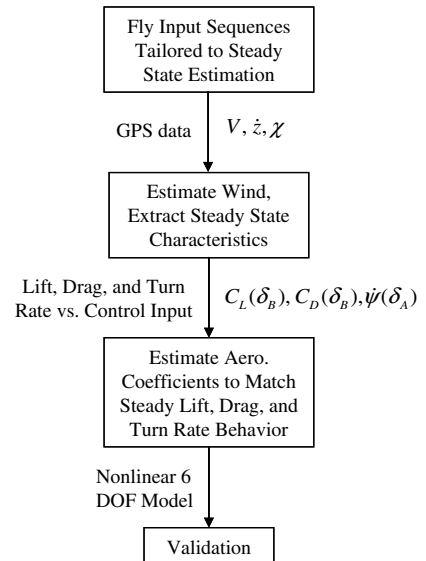 Fly Input Sequences
Tailored to Steady
State Estimation
GPS data
V, ż, χ
Estimate Wind,
Extract Steady State
Characteristics
Lift, Drag, and Turn
Rate vs. Control Input
C_L(δ_B), C_D(δ_B), ψ̇(δ_A)
Estimate Aero.
Coefficients to Match
Steady Lift, Drag, and
Turn Rate Behavior
Nonlinear 6
DOF Model
Validation